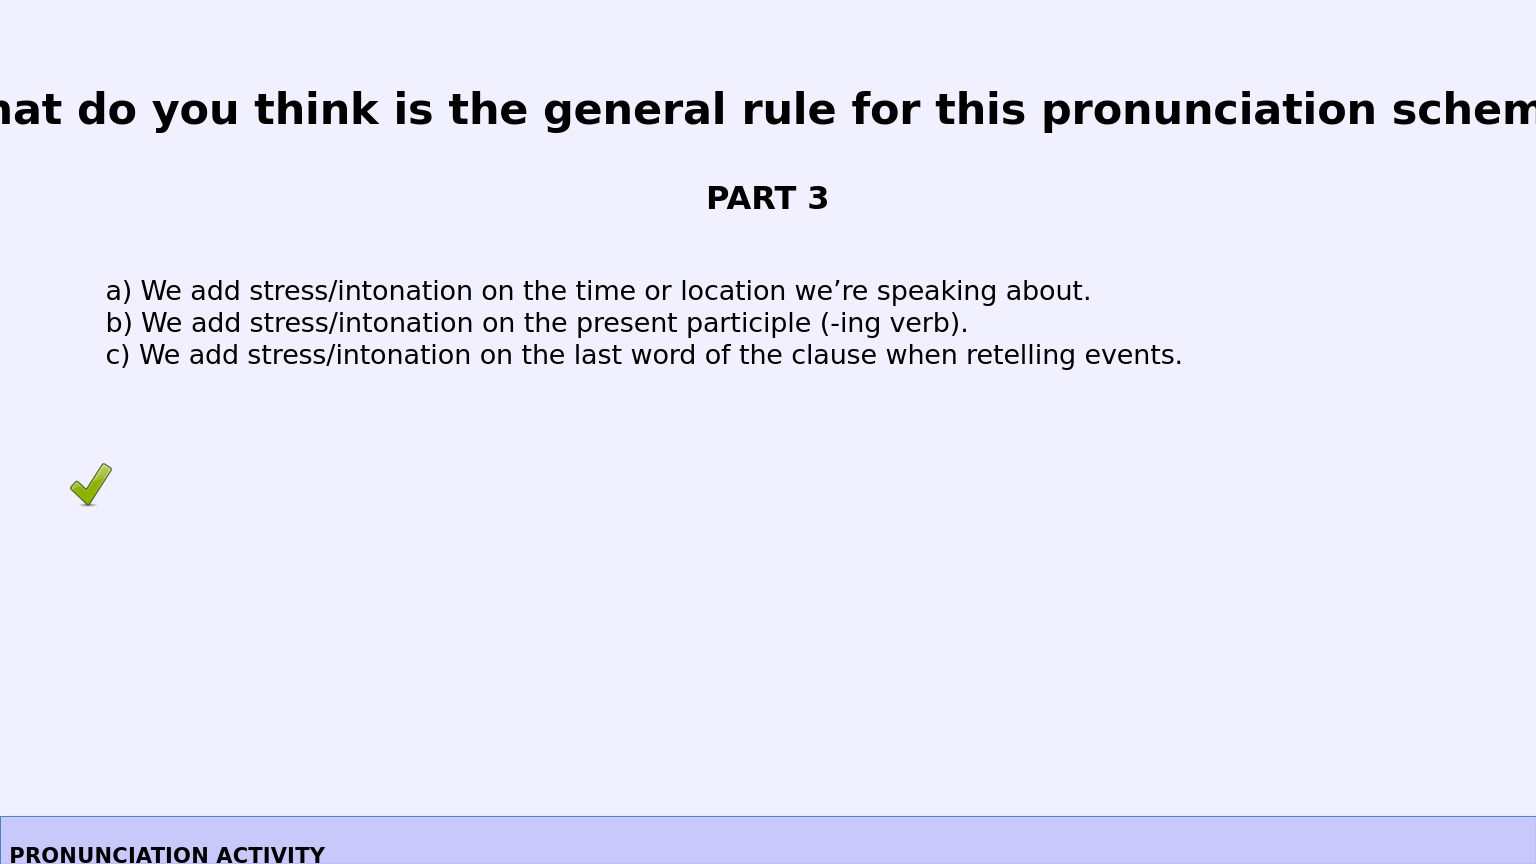 hat do you think is the general rule for this pronunciation schem
PART 3
a) We add stress/intonation on the time or location we’re speaking about.
b) We add stress/intonation on the present participle (-ing verb).
c) We add stress/intonation on the last word of the clause when retelling events.
PRONUNCIATION ACTIVITY